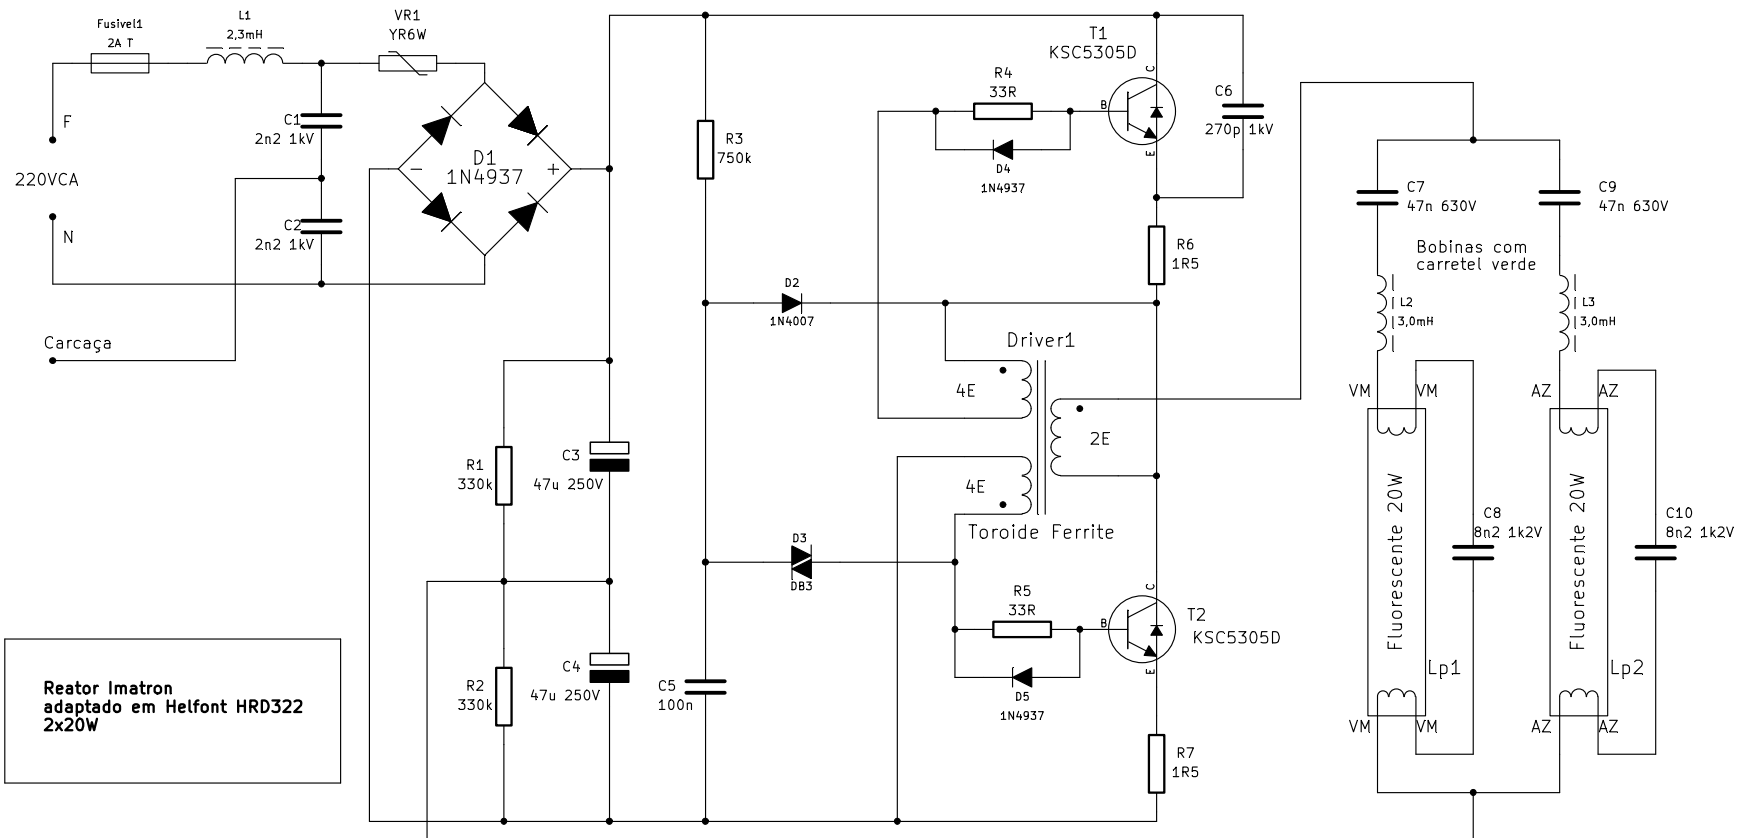 Fusivel1
2A T
L1
2,3mH
VR1
YR6W
F
220VCA
N
Carcaça
C1
2n2 1kV
C2
2n2 1kV
D1
1N4937
−
+
R3
750k
T1
KSC5305D
R4
33R
D4
1N4937
B
C
E
C6
270p 1kV
R6
1R5
D2
1N4007
Driver1
4E
2E
4E
Toroide Ferrite
R1
330k
C3
47u 250V
R2
330k
C4
47u 250V
C5
100n
D3
DB3
R5
33R
D5
1N4937
B
C
E
T2
KSC5305D
R7
1R5
C7
47n 630V
C9
47n 630V
Bobinas com
carretel verde
L2
3,0mH
L3
3,0mH
VM
VM
AZ
AZ
Fluorescente 20W
C8
8n2 1k2V
Fluorescente 20W
C10
8n2 1k2V
Lp1
Lp2
VM
VM
AZ
AZ
Reator Imatron
adaptado em Helfont HRD322
2x20W